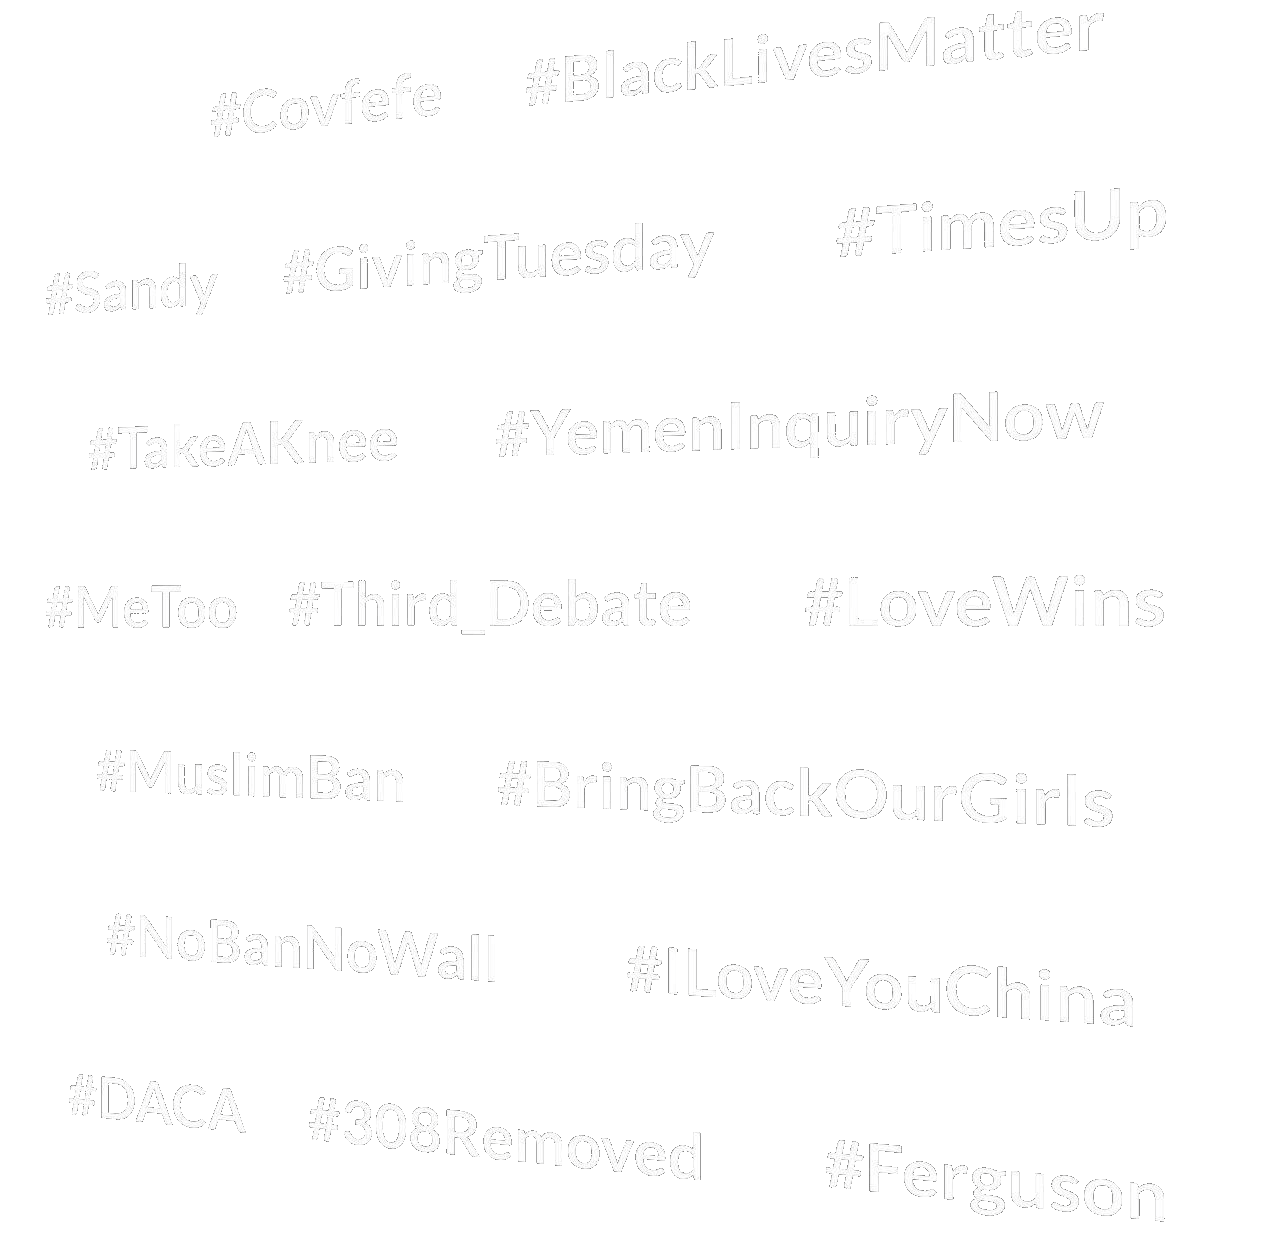 #Covfefe #BlackLivesMatter
#Sandy #GivingTuesday #TimesUp
#TakeAKnee #YemenInquiryNow
#MeToo #Third_Debate #LoveWins
#MuslimBan #BringBackOurGirls
#NoBanNoWall #ILoveYouChina
#DACA #308Removed #Ferguson